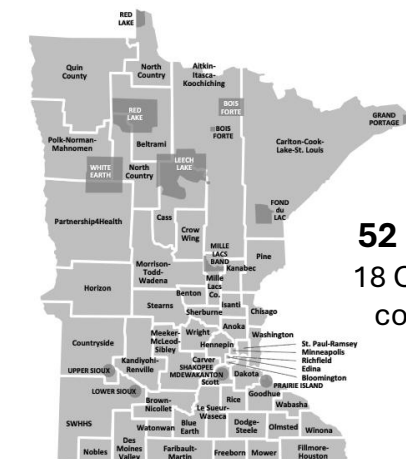 RED
LAKE
Quin
County
North
Country
Aitkin-
Itasca-
Koochiching
RED
LAKE
BOIS
FORTE
BOIS
FORTE
GRAND
PORTAGE
Polk-Norman-
Mahnomen
Beltrami
Carlton-Cook-
Lake-St. Louis
WHITE
EARTH
North
Country
LEECH
LAKE
FOND
du
LAC
Partnership4Health
Cass
Crow
Wing
52
18 C
co
MILLE
LACS
BAND
Pine
Kanabec
Morrison-
Todd-
Wadena
Mille
Lacs
Co.
Horizon
Benton
Isanti
Stearns
Sherburne
Chisago
Anoka
Countryside
Meeker-
McLeod-
Sibley
Wright
Hennepin
Washington
St. Paul-Ramsey
Minneapolis
Richfield
Edina
Bloomington
Kandiyohi-
Renville
Carver
SHAKOPEE
MDEWAKANTON
Scott
Dakota
UPPER SIOUX
PRAIRIE ISLAND
LOWER SIOUX
Goodhue
Rice
Wabasha
Brown-
Nicollet
Le Sueur-
Waseca
SWHHS
Watonwan
Blue
Earth
Dodge-
Steele
Olmsted
Winona
Nobles
Des
Moines
Valley
Faribault-
Martin
Freeborn
Mower
Fillmore-
Houston